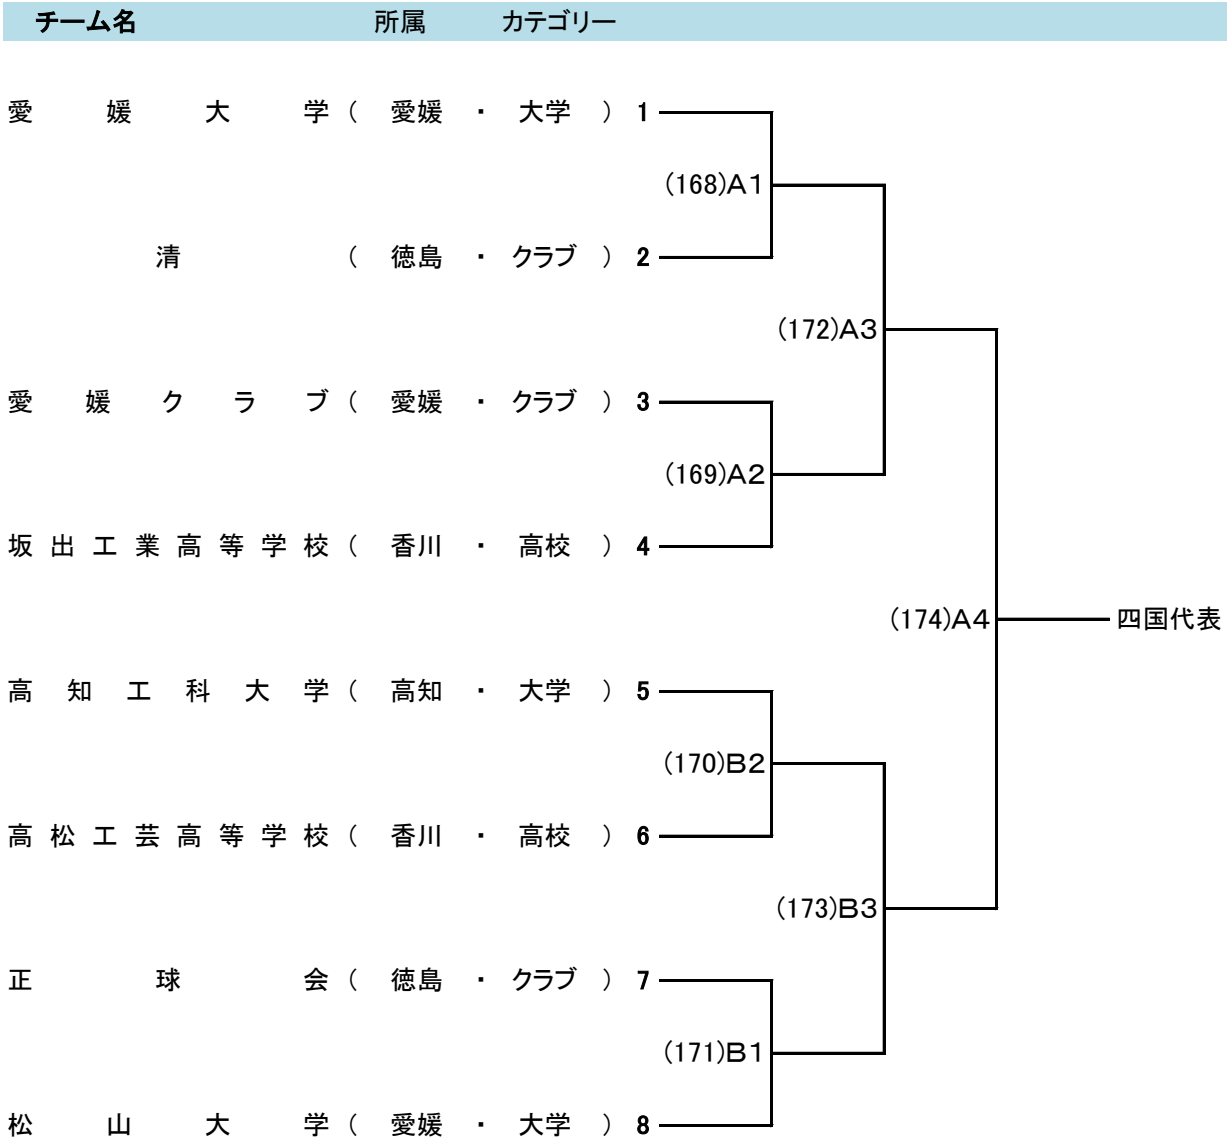 チーム名 所属 カテゴリー
愛媛大学 ( 愛媛 ・ 大学 ) 1
(168)A1
清 ( 徳島 ・ クラブ ) 2
(172)A3
愛媛クラブ ( 愛媛 ・ クラブ ) 3
(169)A2
坂出工業高等学校 ( 香川 ・ 高校 ) 4
(174)A4 四国代表
高知工科大学 ( 高知 ・ 大学 ) 5
(170)B2
高松工芸高等学校 ( 香川 ・ 高校 ) 6
(173)B3
正球会 ( 徳島 ・ クラブ ) 7
(171)B1
松山大学 ( 愛媛 ・ 大学 ) 8